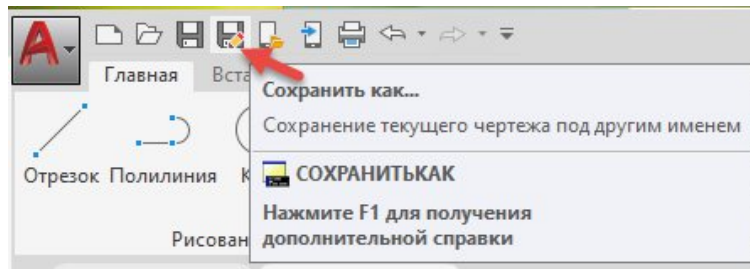 Главная Вста
Сохранить как...
Сохранение текущего чертежа под другим именем
Отрезок Полилиния К
СОХРАНИТЬКАК
Нажмите F1 для получения
дополнительной справки
Рисован